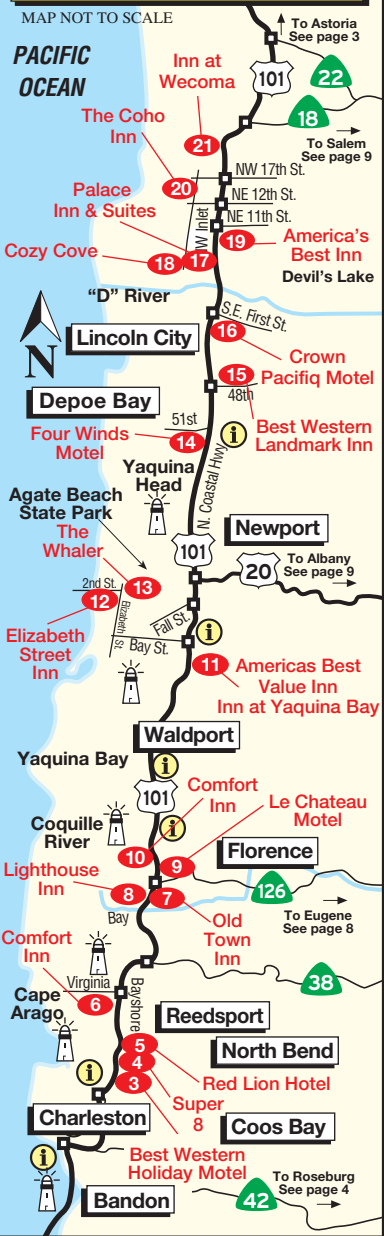 MAP NOT TO SCALE
To Astoria
See page 3
PACIFIC
OCEAN
Inn at
Wecoma
101
22
The Coho
Inn
18
21
To Salem
See page 9
NW 17th St.
20
Palace
Inn & Suites
NE 12th St.
NW Inlet
NE 11th St.
19
America's
Best Inn
Cozy Cove
18
17
Devil's Lake
"D" River
S.E. First St.
16
N
Lincoln City
Crown
Pacifiq Motel
15
48th
Depoe Bay
51st
Best Western
Landmark Inn
Four Winds
Motel
14
i
N. Coastal Hwy
Yaquina
Head
Agate Beach
State Park
Newport
The
Whaler
101
20
To Albany
See page 9
13
2nd St.
12
Elizabeth St.
Fall St.
i
Elizabeth
Street
Inn
Bay St.
11
Americas Best
Value Inn
Inn at Yaquina Bay
Waldport
Yaquina Bay
i
101
Comfort
Inn
Le Chateau
Motel
i
Coquille
River
10
9
Florence
Lighthouse
Inn
8
7
126
Bay
Old
Town
Inn
To Eugene
See page 8
Comfort
Inn
38
Virginia
6
Bayshore
Cape
Arago
Reedsport
5
North Bend
4
i
3
Red Lion Hotel
Super
8
Charleston
Coos Bay
i
Best Western
Holiday Motel
Bandon
42
To Roseburg
See page 4